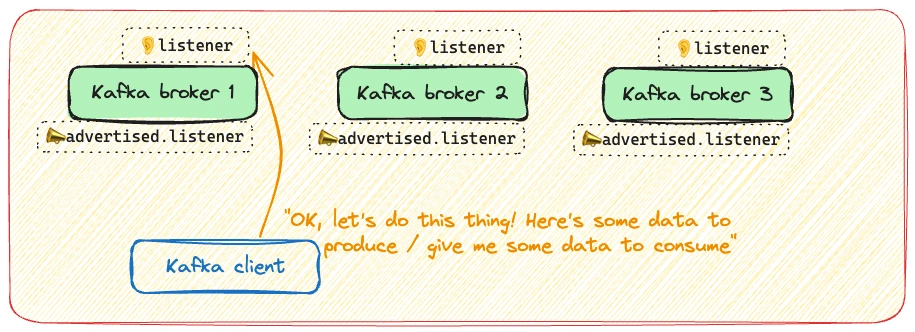 listener
listener
listener
Kafka broker 1
Kafka broker 2
Kafka broker 3
advertised.listener
advertised.listener
advertised.listener
"OK, let's do this thing! Here's some data to
produce / give me some data to consume"
Kafka client